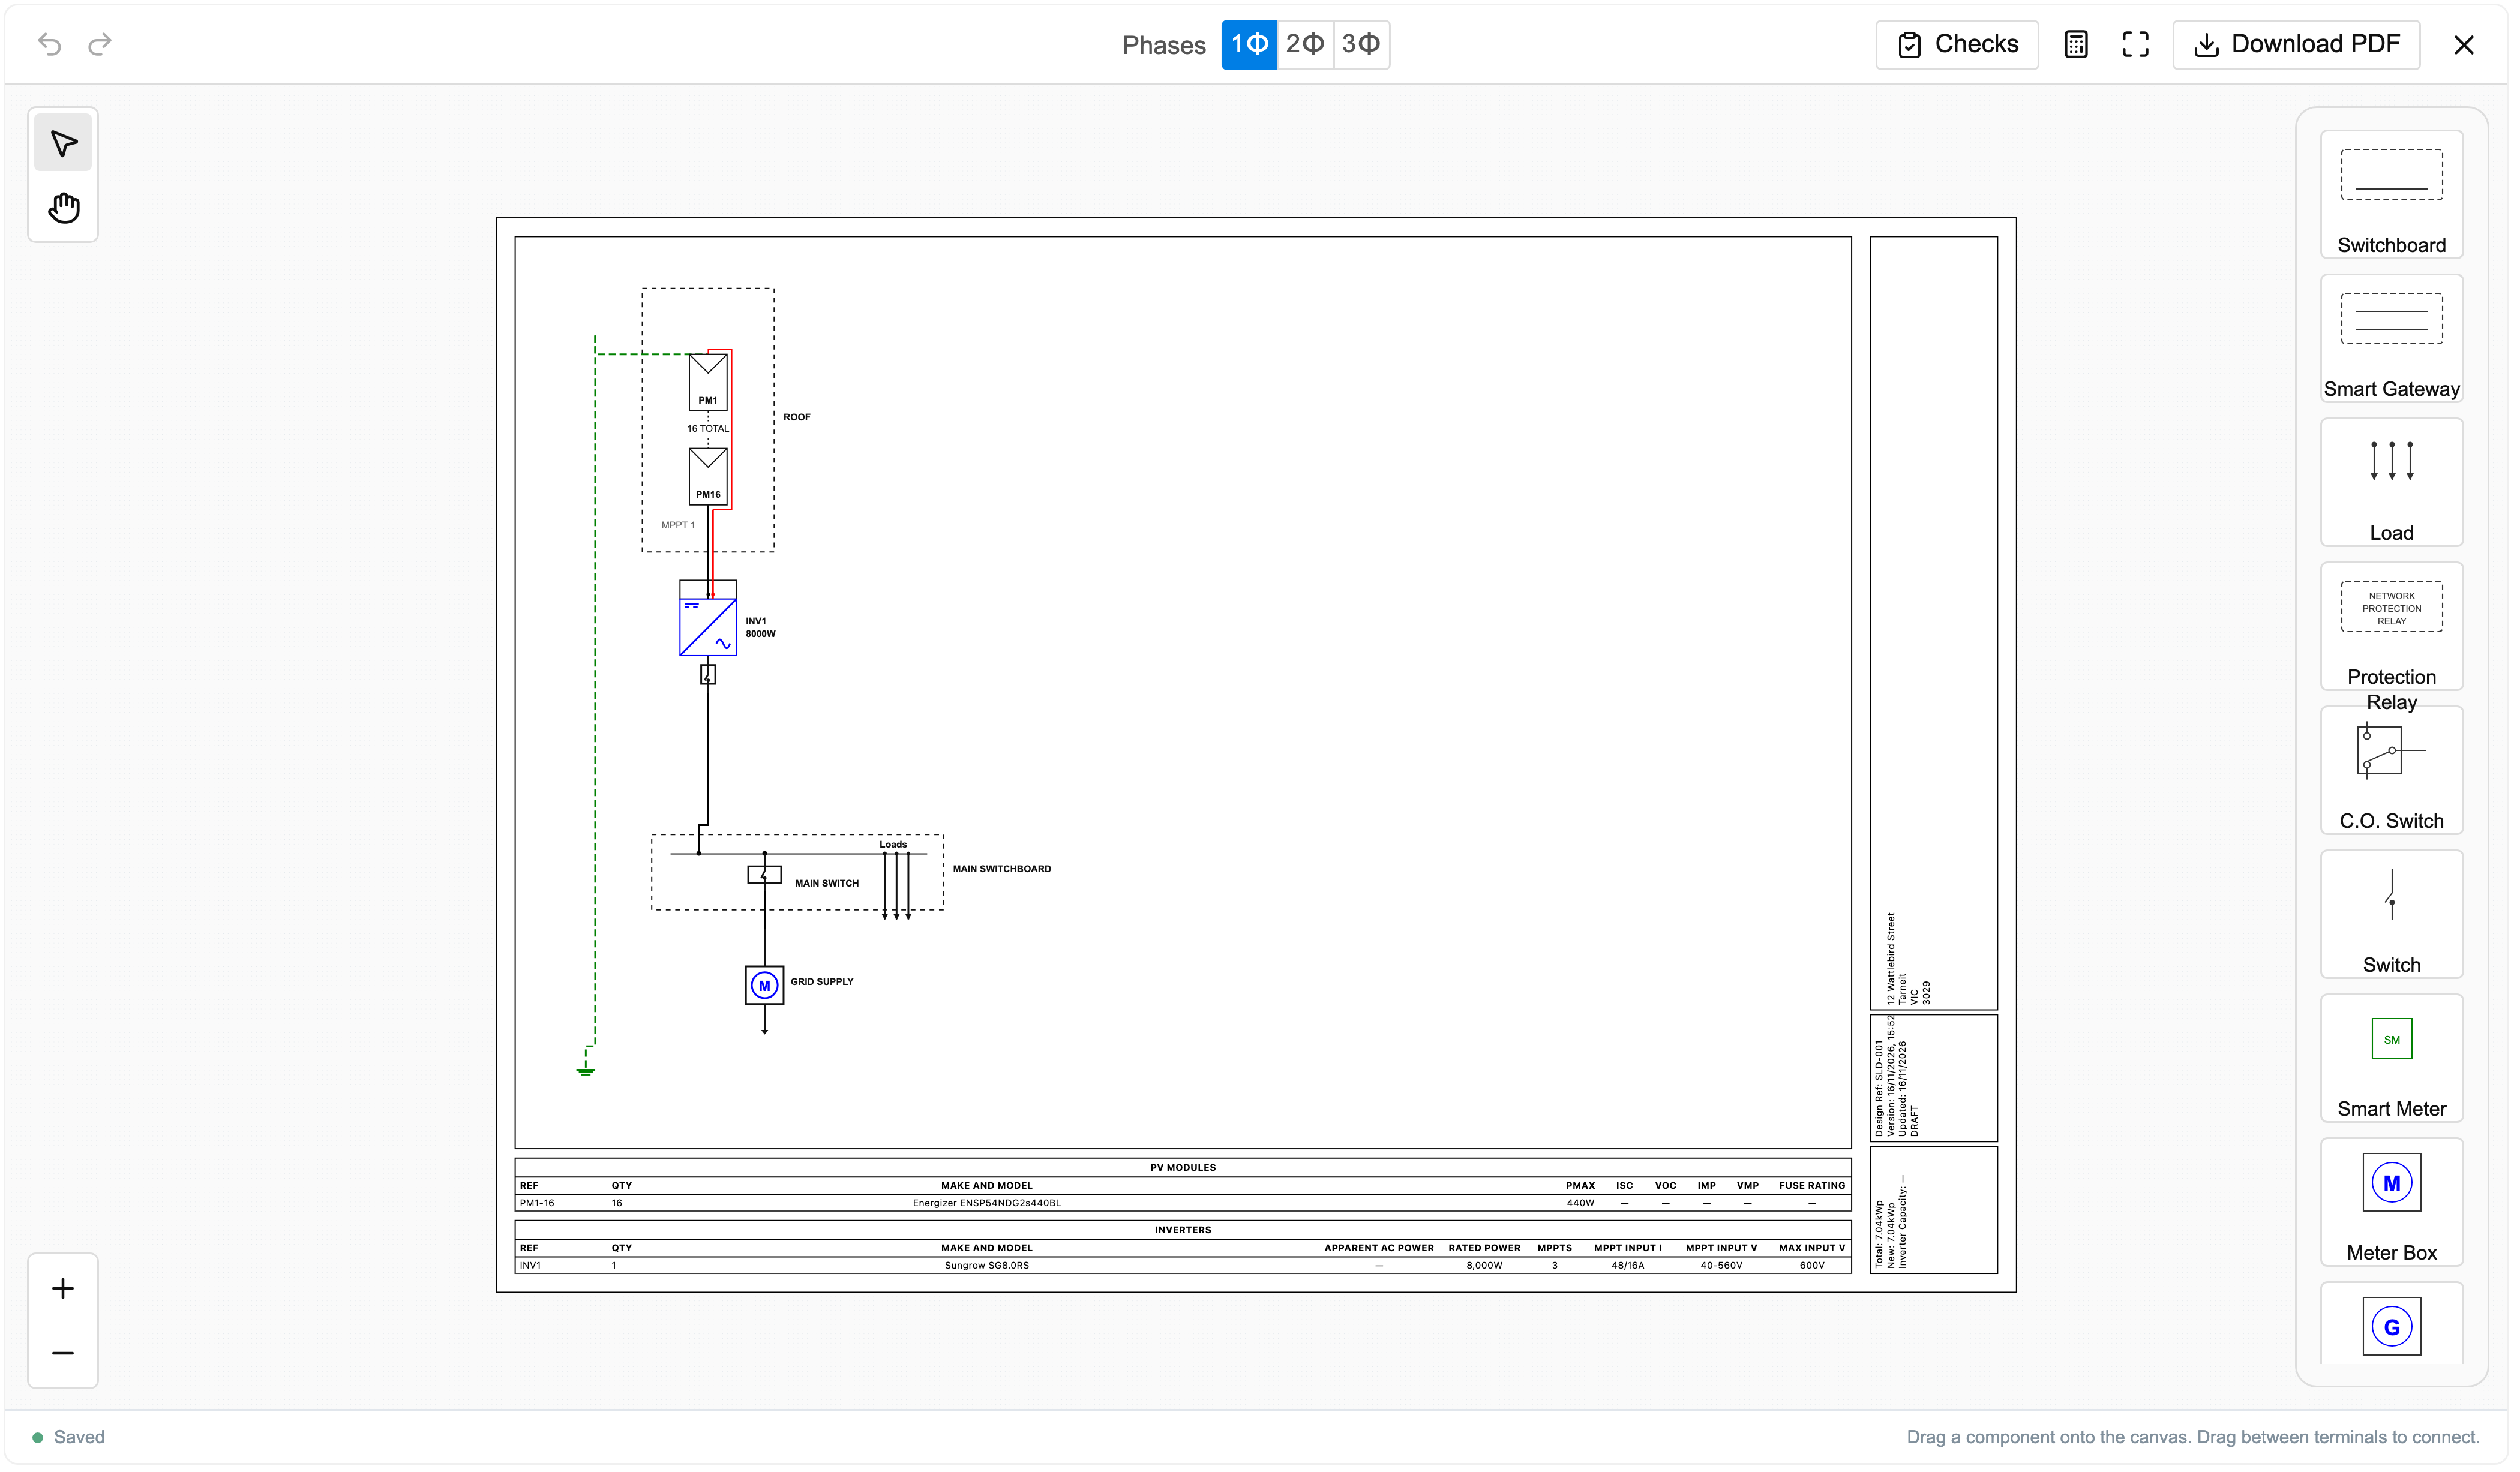 Phases 1Φ 2Φ 3Φ Checks Download PDF
Switchboard
Smart Gateway
Load
NETWORK
PROTECTION
RELAY
Protection
Relay
C.O. Switch
Switch
SM
Smart Meter
M
Meter Box
G
PM1
16 TOTAL
PM16
MPPT 1
ROOF
INV1
8000W
Loads
MAIN SWITCH
MAIN SWITCHBOARD
M
GRID SUPPLY
12 Wattlebird Street
Tarneit
VIC
3029
Design Ref: SLD-001
Version: 16/11/2026, 15:52
Updated: 16/11/2026
DRAFT
Total: 7.04kWp
New: 7.04kWp
Inverter Capacity: —
PV MODULES
REF QTY MAKE AND MODEL PMAX ISC VOC IMP VMP FUSE RATING
PM1-16 16 Energizer ENSP54NDG2s440BL 440W — — — — —
INVERTERS
REF QTY MAKE AND MODEL APPARENT AC POWER RATED POWER MPPTS MPPT INPUT I MPPT INPUT V MAX INPUT V
INV1 1 Sungrow SG8.0RS — 8,000W 3 48/16A 40-560V 600V
Saved
Drag a component onto the canvas. Drag between terminals to connect.